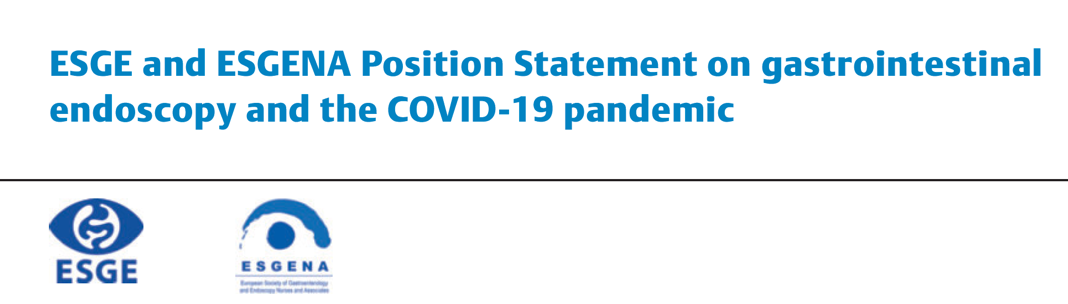 ESGE and ESGENA Position Statement on gastrointestinal
endoscopy and the COVID-19 pandemic
ESGE
ESGENA
European Society of Gastroenterology
and Endoscopy Nurses and Associates